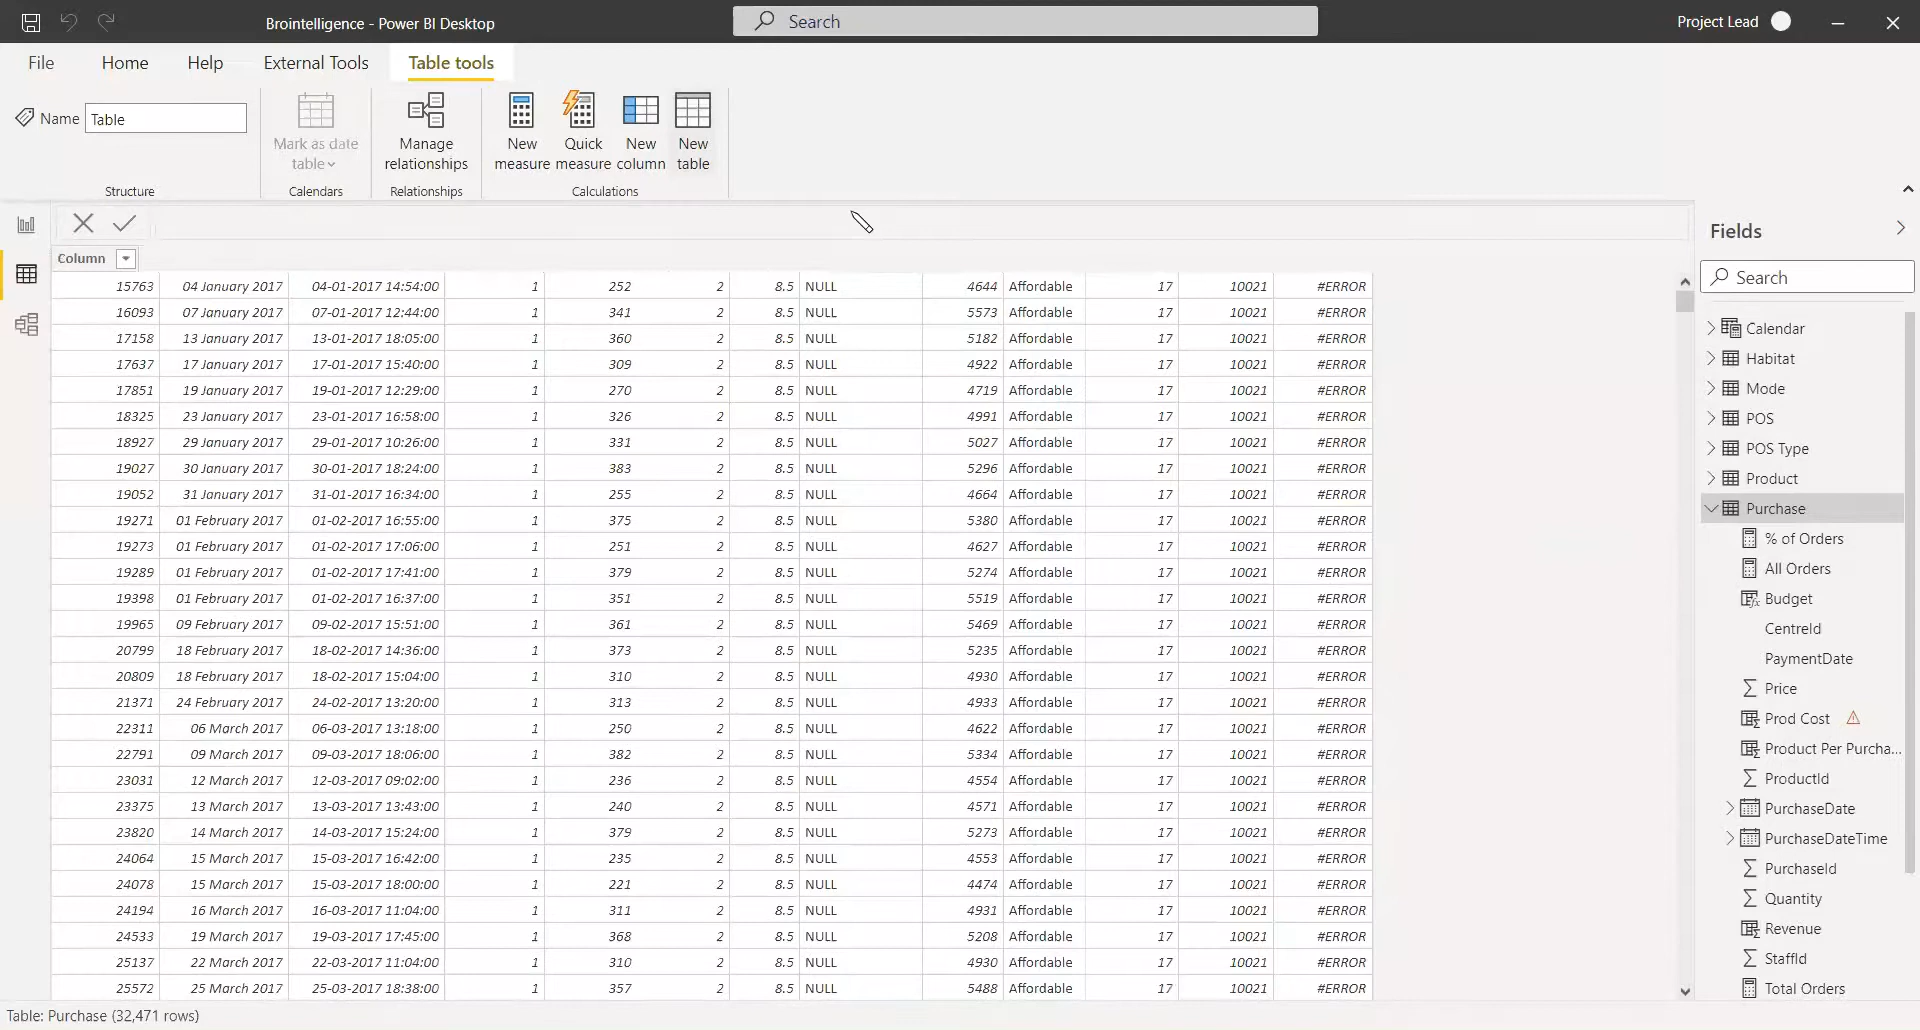 Brointelligence - Power BI Desktop
Search
Project Lead
File
Home
Help
External Tools
Table tools
Name
Table
Mark as date
table
Manage
relationships
New
measure
Quick
measure
New
column
New
table
Structure
Calendars
Relationships
Calculations
Column
15763 04 January 2017 04-01-2017 14:54:00 1 252 2 8.5 NULL 4644 Affordable 17 10021 #ERROR
16093 07 January 2017 07-01-2017 12:44:00 1 341 2 8.5 NULL 5573 Affordable 17 10021 #ERROR
17158 13 January 2017 13-01-2017 18:05:00 1 360 2 8.5 NULL 5182 Affordable 17 10021 #ERROR
17637 17 January 2017 17-01-2017 15:40:00 1 309 2 8.5 NULL 4922 Affordable 17 10021 #ERROR
17851 19 January 2017 19-01-2017 12:29:00 1 270 2 8.5 NULL 4719 Affordable 17 10021 #ERROR
18325 23 January 2017 23-01-2017 16:58:00 1 326 2 8.5 NULL 4991 Affordable 17 10021 #ERROR
18927 29 January 2017 29-01-2017 10:26:00 1 331 2 8.5 NULL 5027 Affordable 17 10021 #ERROR
19027 30 January 2017 30-01-2017 18:24:00 1 383 2 8.5 NULL 5296 Affordable 17 10021 #ERROR
19052 31 January 2017 31-01-2017 16:34:00 1 255 2 8.5 NULL 4664 Affordable 17 10021 #ERROR
19271 01 February 2017 01-02-2017 16:55:00 1 375 2 8.5 NULL 5380 Affordable 17 10021 #ERROR
19273 01 February 2017 01-02-2017 17:06:00 1 251 2 8.5 NULL 4627 Affordable 17 10021 #ERROR
19289 01 February 2017 01-02-2017 17:41:00 1 379 2 8.5 NULL 5274 Affordable 17 10021 #ERROR
19398 01 February 2017 01-02-2017 16:37:00 1 351 2 8.5 NULL 5519 Affordable 17 10021 #ERROR
19965 09 February 2017 09-02-2017 15:51:00 1 361 2 8.5 NULL 5469 Affordable 17 10021 #ERROR
20799 18 February 2017 18-02-2017 14:36:00 1 373 2 8.5 NULL 5235 Affordable 17 10021 #ERROR
20809 18 February 2017 18-02-2017 15:04:00 1 310 2 8.5 NULL 4930 Affordable 17 10021 #ERROR
21371 24 February 2017 24-02-2017 13:20:00 1 313 2 8.5 NULL 4933 Affordable 17 10021 #ERROR
22311 06 March 2017 06-03-2017 13:18:00 1 250 2 8.5 NULL 4622 Affordable 17 10021 #ERROR
22791 09 March 2017 09-03-2017 18:06:00 1 382 2 8.5 NULL 5334 Affordable 17 10021 #ERROR
23031 12 March 2017 12-03-2017 09:02:00 1 236 2 8.5 NULL 4554 Affordable 17 10021 #ERROR
23375 13 March 2017 13-03-2017 13:43:00 1 240 2 8.5 NULL 4571 Affordable 17 10021 #ERROR
23820 14 March 2017 14-03-2017 15:24:00 1 379 2 8.5 NULL 5273 Affordable 17 10021 #ERROR
24064 15 March 2017 15-03-2017 16:42:00 1 235 2 8.5 NULL 4553 Affordable 17 10021 #ERROR
24078 15 March 2017 15-03-2017 18:00:00 1 221 2 8.5 NULL 4474 Affordable 17 10021 #ERROR
24194 16 March 2017 16-03-2017 11:04:00 1 311 2 8.5 NULL 4931 Affordable 17 10021 #ERROR
24533 19 March 2017 19-03-2017 17:45:00 1 368 2 8.5 NULL 5208 Affordable 17 10021 #ERROR
25137 22 March 2017 22-03-2017 11:04:00 1 310 2 8.5 NULL 4930 Affordable 17 10021 #ERROR
25572 25 March 2017 25-03-2017 18:38:00 1 357 2 8.5 NULL 5488 Affordable 17 10021 #ERROR
Fields
Search
Calendar
Habitat
Mode
POS
POS Type
Product
Purchase
% of Orders
All Orders
Budget
CentreId
PaymentDate
Price
Prod Cost
Product Per Purcha...
ProductId
PurchaseDate
PurchaseDateTime
PurchaseId
Quantity
Revenue
StaffId
Total Orders
Table: Purchase (32,471 rows)